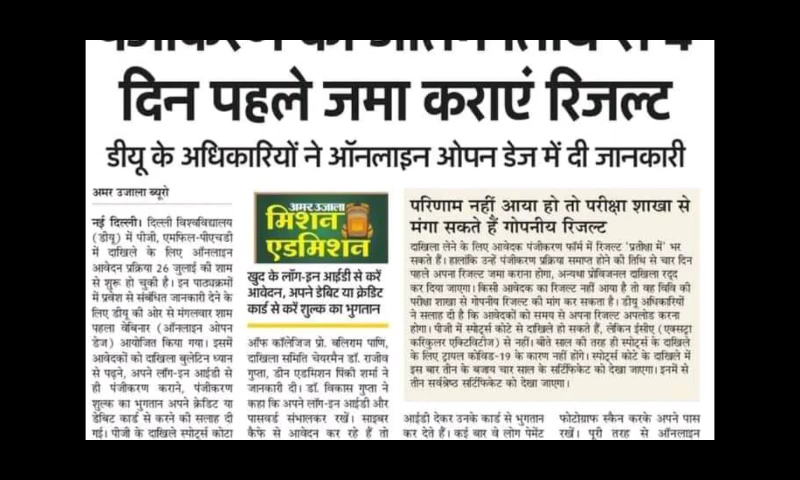 दिन पहले जमा कराएं रिजल्ट
डीयू के अधिकारियों ने ऑनलाइन ओपन डेज में दी जानकारी
अमर उजाला ब्यूरो
नई दिल्ली। दिल्ली विश्वविद्यालय
(डीयू) में पीजी, एमफिल-पीएचडी
में दाखिले के लिए ऑनलाइन
आवेदन प्रक्रिया 26 जुलाई की शाम
से शुरू हो चुकी है। इन पाठ्यक्रमों
में प्रवेश से संबंधित जानकारी देने के
लिए डीयू की ओर से मंगलवार शाम
पहला वेबिनार (ऑनलाइन ओपन
डेज) आयोजित किया गया। इसमें
आवेदकों को दाखिला बुलेटिन ध्यान
से पढ़ने, अपने लॉग-इन आईडी से
ही पंजीकरण कराने, पंजीकरण
शुल्क का भुगतान अपने क्रेडिट या
डेबिट कार्ड से करने की सलाह दी
गई। पीजी के दाखिले स्पोर्ट्स कोटा
अमर उजाला
मिशन
एडमिशन
खुद के लॉग-इन आईडी से करें
आवेदन, अपने डेबिट या क्रेडिट
कार्ड से करें शुल्क का भुगतान
ऑफ कॉलेजिज प्रो. बलिराम पाणि,
दाखिला समिति चेयरमैन डॉ. राजीव
गुप्ता, डीन एडमिशन पिंकी शर्मा ने
जानकारी दी। डॉ. विकास गुप्ता ने
कहा कि अपने लॉग-इन आईडी और
पासवर्ड संभालकर रखें। साइबर
कैफे से आवेदन कर रहे हैं तो
परिणाम नहीं आया हो तो परीक्षा शाखा से
मंगा सकते हैं गोपनीय रिजल्ट
दाखिला लेने के लिए आवेदक पंजीकरण फॉर्म में रिजल्ट 'प्रतीक्षा में' भर
सकते हैं। हालांकि उन्हें पंजीकरण प्रक्रिया समाप्त होने की तिथि से चार दिन
पहले अपना रिजल्ट जमा कराना होगा, अन्यथा प्रोविजनल दाखिला रद्द
कर दिया जाएगा। किसी आवेदक का रिजल्ट नहीं आया है तो वह विवि की
परीक्षा शाखा से गोपनीय रिजल्ट की मांग कर सकता है। डीयू अधिकारियों
ने सलाह दी है कि आवेदकों को समय से अपना रिजल्ट अपलोड करना
होगा। पीजी में स्पोर्ट्स कोटे से दाखिले हो सकते हैं, लेकिन ईसीए (एक्सट्रा
करिकुलर एक्टिविटीज) से नहीं। बीते साल की तरह ही स्पोर्ट्स के दाखिले
के लिए ट्रायल कोविड-19 के कारण नहीं होंगे। स्पोर्ट्स कोटे के दाखिले में
इस बार तीन के बजाय चार साल के सर्टिफिकेट को देखा जाएगा। इनमें से
तीन सर्वश्रेष्ठ सर्टिफिकेट को देखा जाएगा।
आईडी देकर उनके कार्ड से भुगतान
कर देते हैं। कई बार वे लोग पेमेंट
फोटोग्राफ स्कैन करके अपने पास
रखें। पूरी तरह से ऑनलाइन